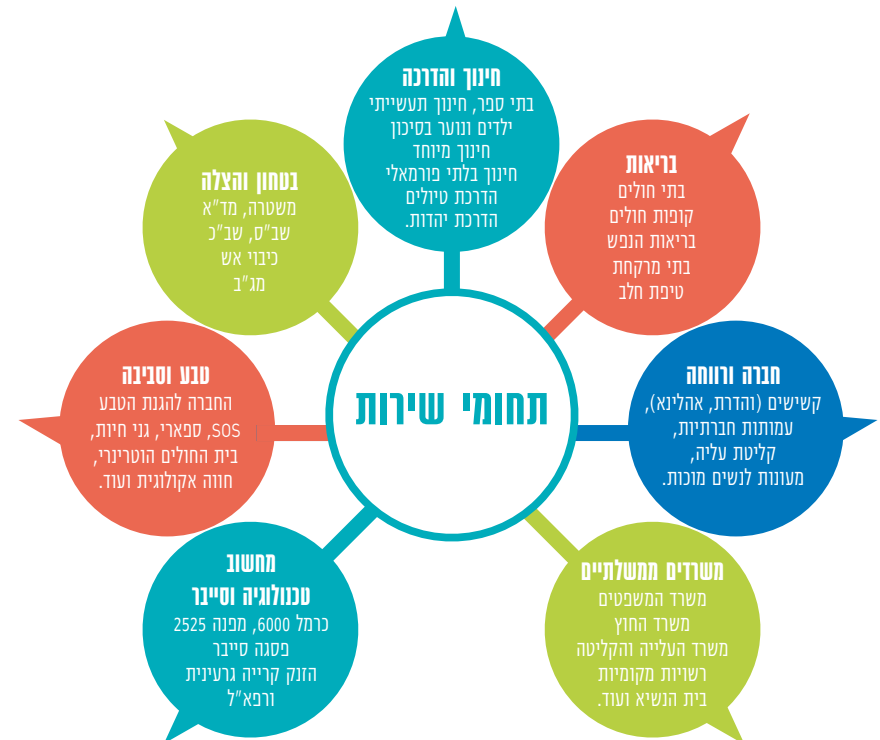 תחומי שירות
חינוך והדרכה
בתי ספר, חינוך תעשייתי
ילדים ונוער בסיכון
חינוך מיוחד
חינוך בלתי פורמאלי
הדרכת טיולים
הדרכת יהדות.
בריאות
בתי חולים
קופות חולים
בריאות הנפש
בתי מרקחת
טיפת חלב
חברה ורווחה
קשישים (והדרת, אהלינא),
עמותות חברתיות,
קליטת עליה,
מעונות לנשים מוכות.
משרדים ממשלתיים
משרד המשפטים
משרד החוץ
משרד העלייה והקליטה
רשויות מקומיות
בית הנשיא ועוד.
מחשוב
טכנולוגיה וסייבר
כרמל 6000, מפנה 2525
פסגה סייבר
הזנק קרייה גרעינית
ורפא"ל
טבע וסביבה
החברה להגנת הטבע
SOS, ספארי, גני חיות,
בית החולים הוטרינרי,
חווה אקולוגית ועוד.
בטחון והצלה
משטרה, מד"א
שב"ס, שב"כ
כיבוי אש
מג"ב